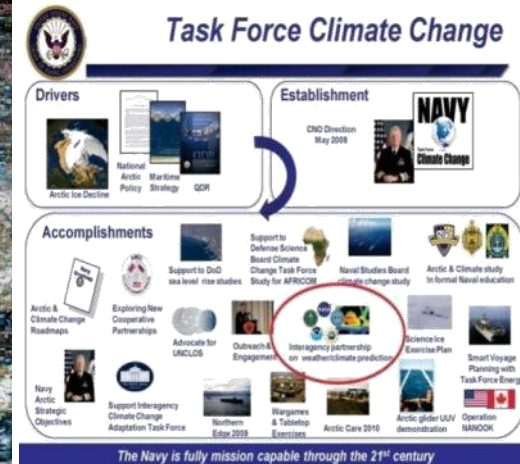 Task Force Climate Change
Drivers
Arctic Ice Decline
National
Arctic
Policy
Maritime
Strategy
QDR
Establishment
CNO Direction
May 2009
NAVY
Climate Change
Accomplishments
Arctic &
Climate Change
Roadmaps
Exploring New
Cooperative
Partnerships
Support to DoD
sea level rise studies
Advocate for
UNCLOS
Support to
Defense Science
Board Climate
Change Task Force
Study for AFRICOM
Outreach &
Engagement
Naval Studies Board
climate change study
Interagency partnership
on weather/climate prediction
Arctic & Climate study
In formal Naval education
Science Ice
Exercise Plan
Smart Voyage
Planning with
Task Force Energ
Navy
Arctic
Strategic
Objectives
Support Interagency
Climate Change
Adaptation Task Force
Northern
Edge 2009
Wargames
& Tabletop
Exercises
Arctic Care 2010
Arctic glider UUV
demonstration
Operation
NANOOK
The Navy is fully mission capable through the 21st century